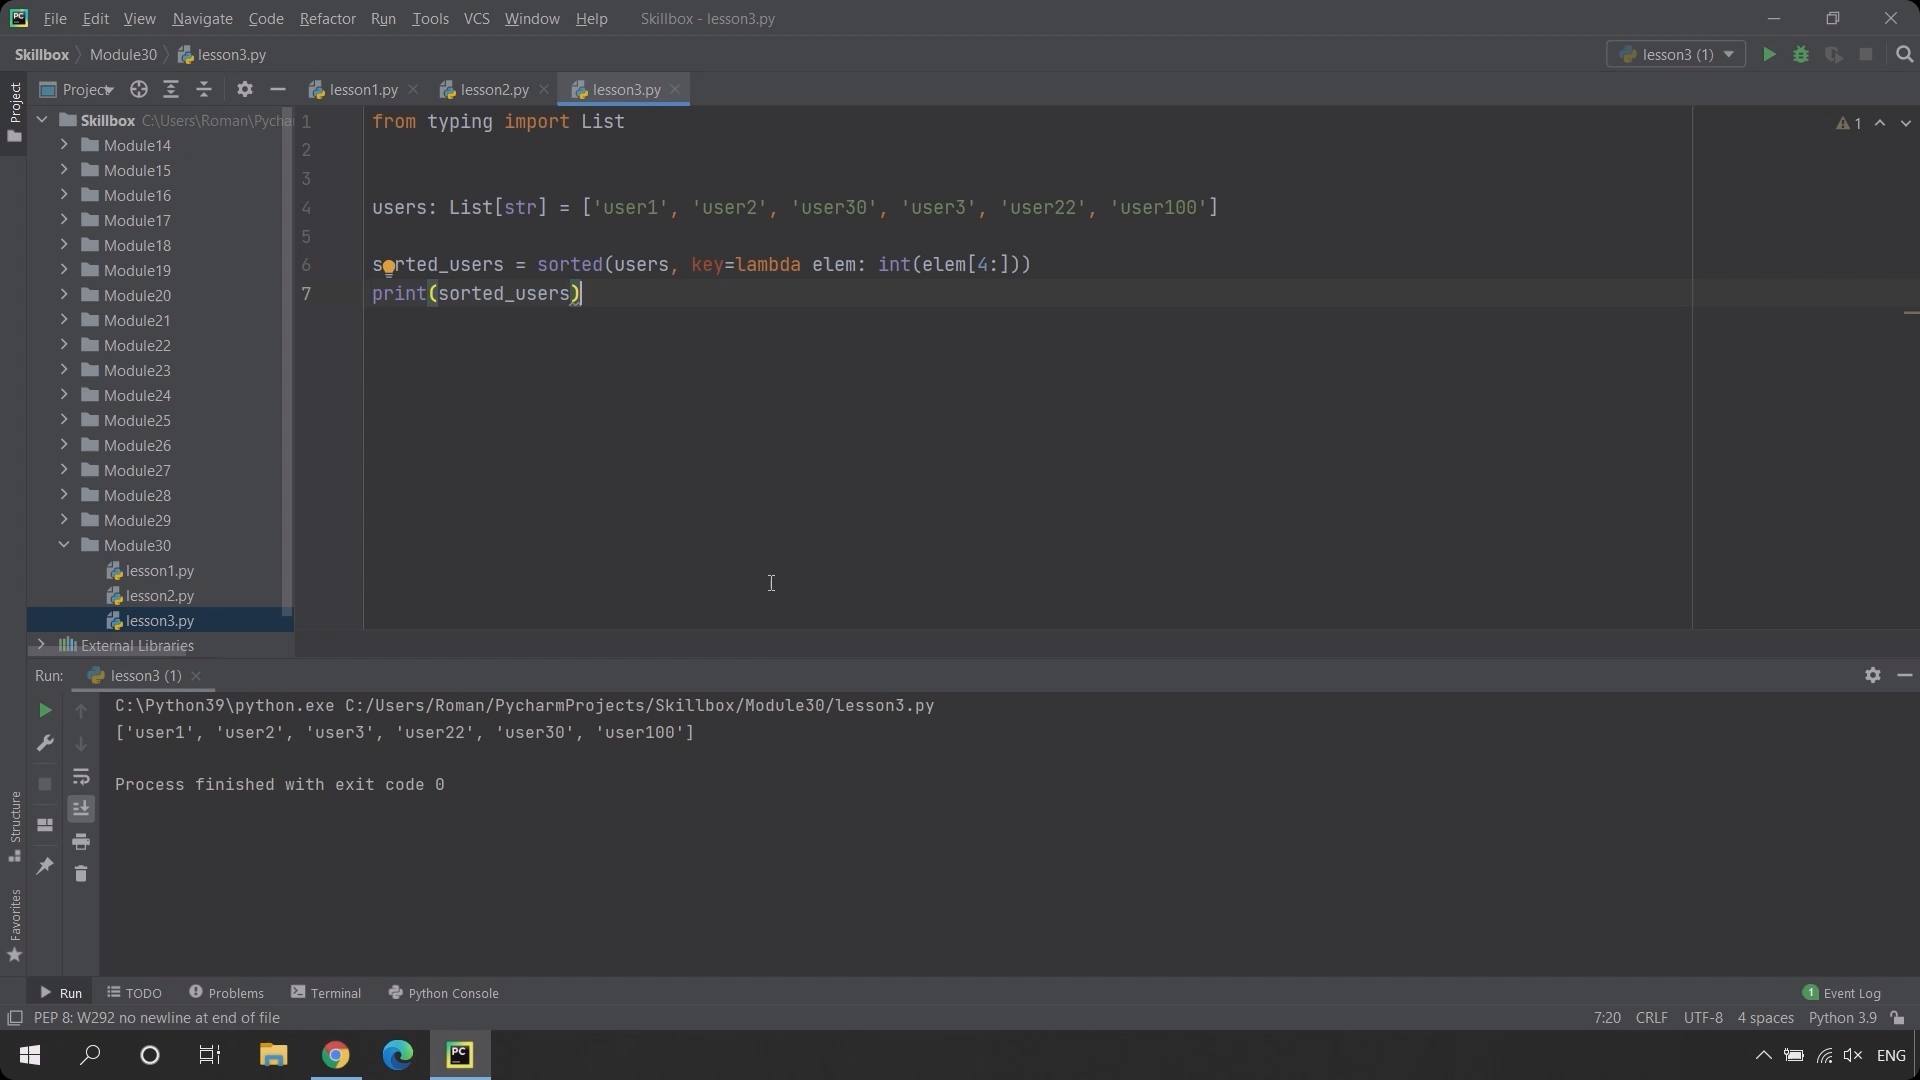 File Edit View Navigate Code Refactor Run Tools VCS Window Help Skillbox - lesson3.py
Skillbox Module30 lesson3.py lesson3 (1)
Project Project lesson1.py lesson2.py lesson3.py
Skillbox C:\Users\Roman\Pycha
Module14
Module15
Module16
Module17
Module18
Module19
Module20
Module21
Module22
Module23
Module24
Module25
Module26
Module27
Module28
Module29
Module30
lesson1.py
lesson2.py
lesson3.py
External Libraries
1 from typing import List 1
2
3
4 users: List[str] = ['user1', 'user2', 'user30', 'user3', 'user22', 'user100']
5
6 sorted_users = sorted(users, key=lambda elem: int(elem[4:]))
7 print(sorted_users)
Run: lesson3 (1)
C:\Python39\python.exe C:/Users/Roman/PycharmProjects/Skillbox/Module30/lesson3.py
['user1', 'user2', 'user3', 'user22', 'user30', 'user100']
Process finished with exit code 0
Structure
Favorites
Run TODO Problems Terminal Python Console 1 Event Log
PEP 8: W292 no newline at end of file 7:20 CRLF UTF-8 4 spaces Python 3.9
PC ENG